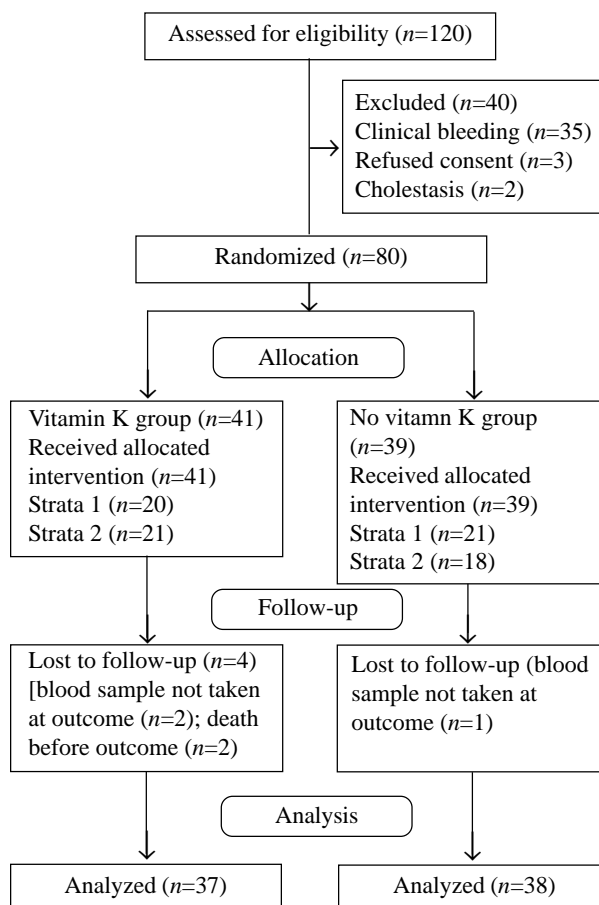 Assessed for eligibility (n=120)
Excluded (n=40)
Clinical bleeding (n=35)
Refused consent (n=3)
Cholestasis (n=2)
Randomized (n=80)
Allocation
Vitamin K group (n=41)
Received allocated
intervention (n=41)
Strata 1 (n=20)
Strata 2 (n=21)
No vitamn K group
(n=39)
Received allocated
intervention (n=39)
Strata 1 (n=21)
Strata 2 (n=18)
Follow-up
Lost to follow-up (n=4)
[blood sample not taken
at outcome (n=2); death
before outcome (n=2)
Lost to follow-up (blood
sample not taken at
outcome (n=1)
Analysis
Analyzed (n=37)
Analyzed (n=38)